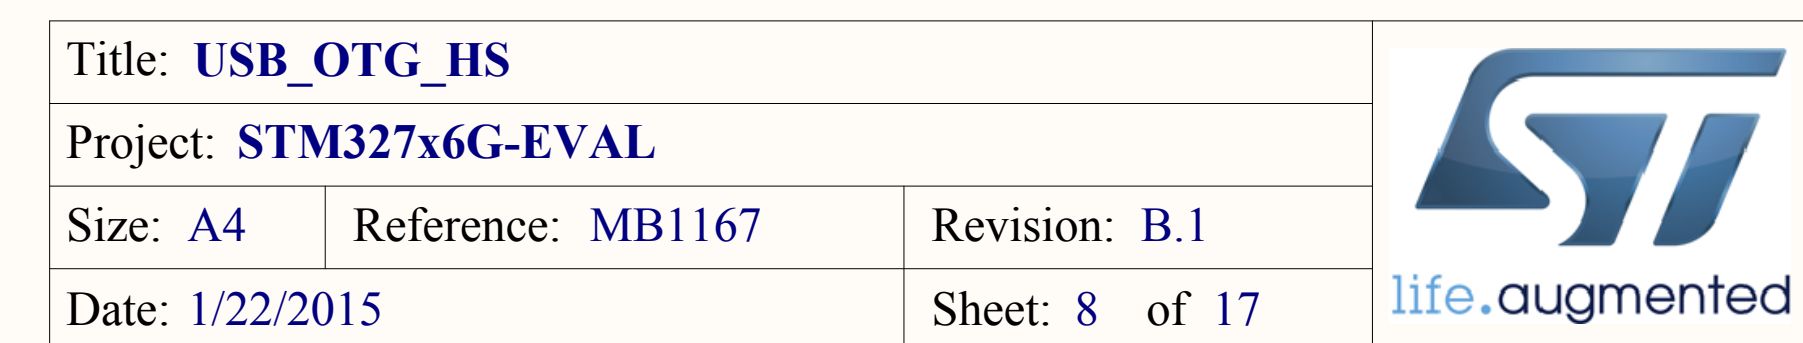 Title: USB_OTG_HS
Project: STM327x6G-EVAL
Size: A4 Reference: MB1167 Revision: B.1
Date: 1/22/2015 Sheet: 8 of 17
ST
life.augmented